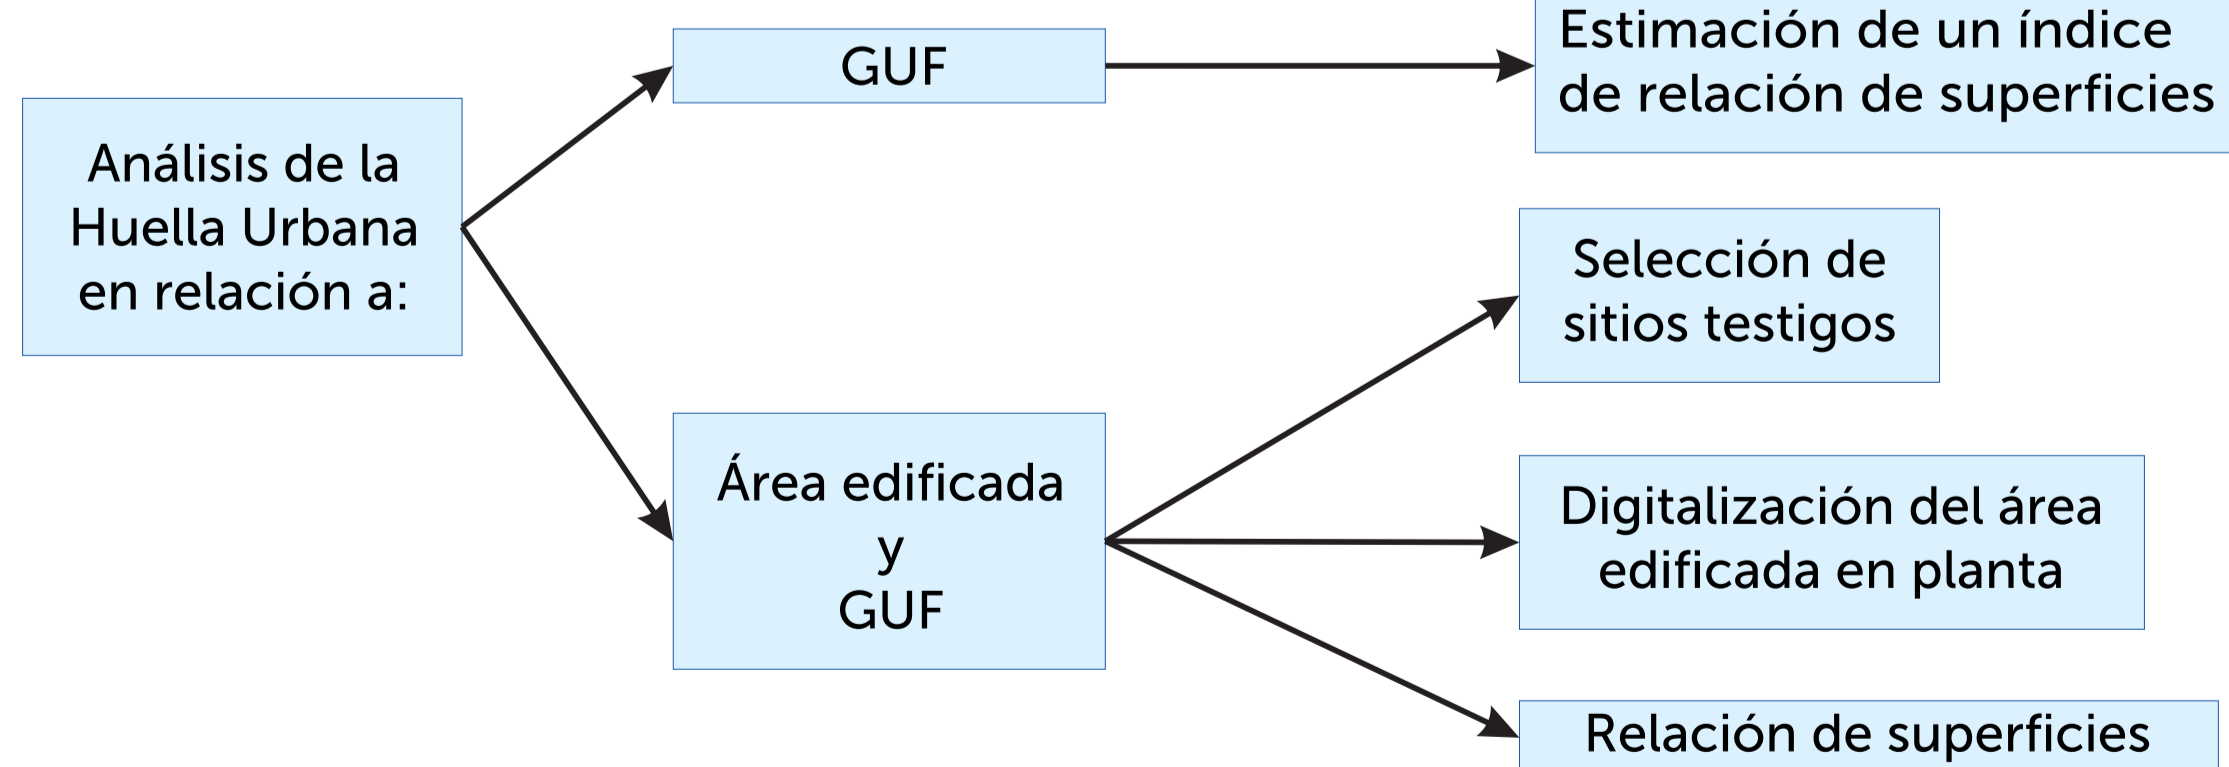 Análisis de la
Huella Urbana
en relación a:
GUF
Estimación de un índice
de relación de superficies
Área edificada
y
GUF
Selección de
sitios testigos
Digitalización del área
edificada en planta
Relación de superficies